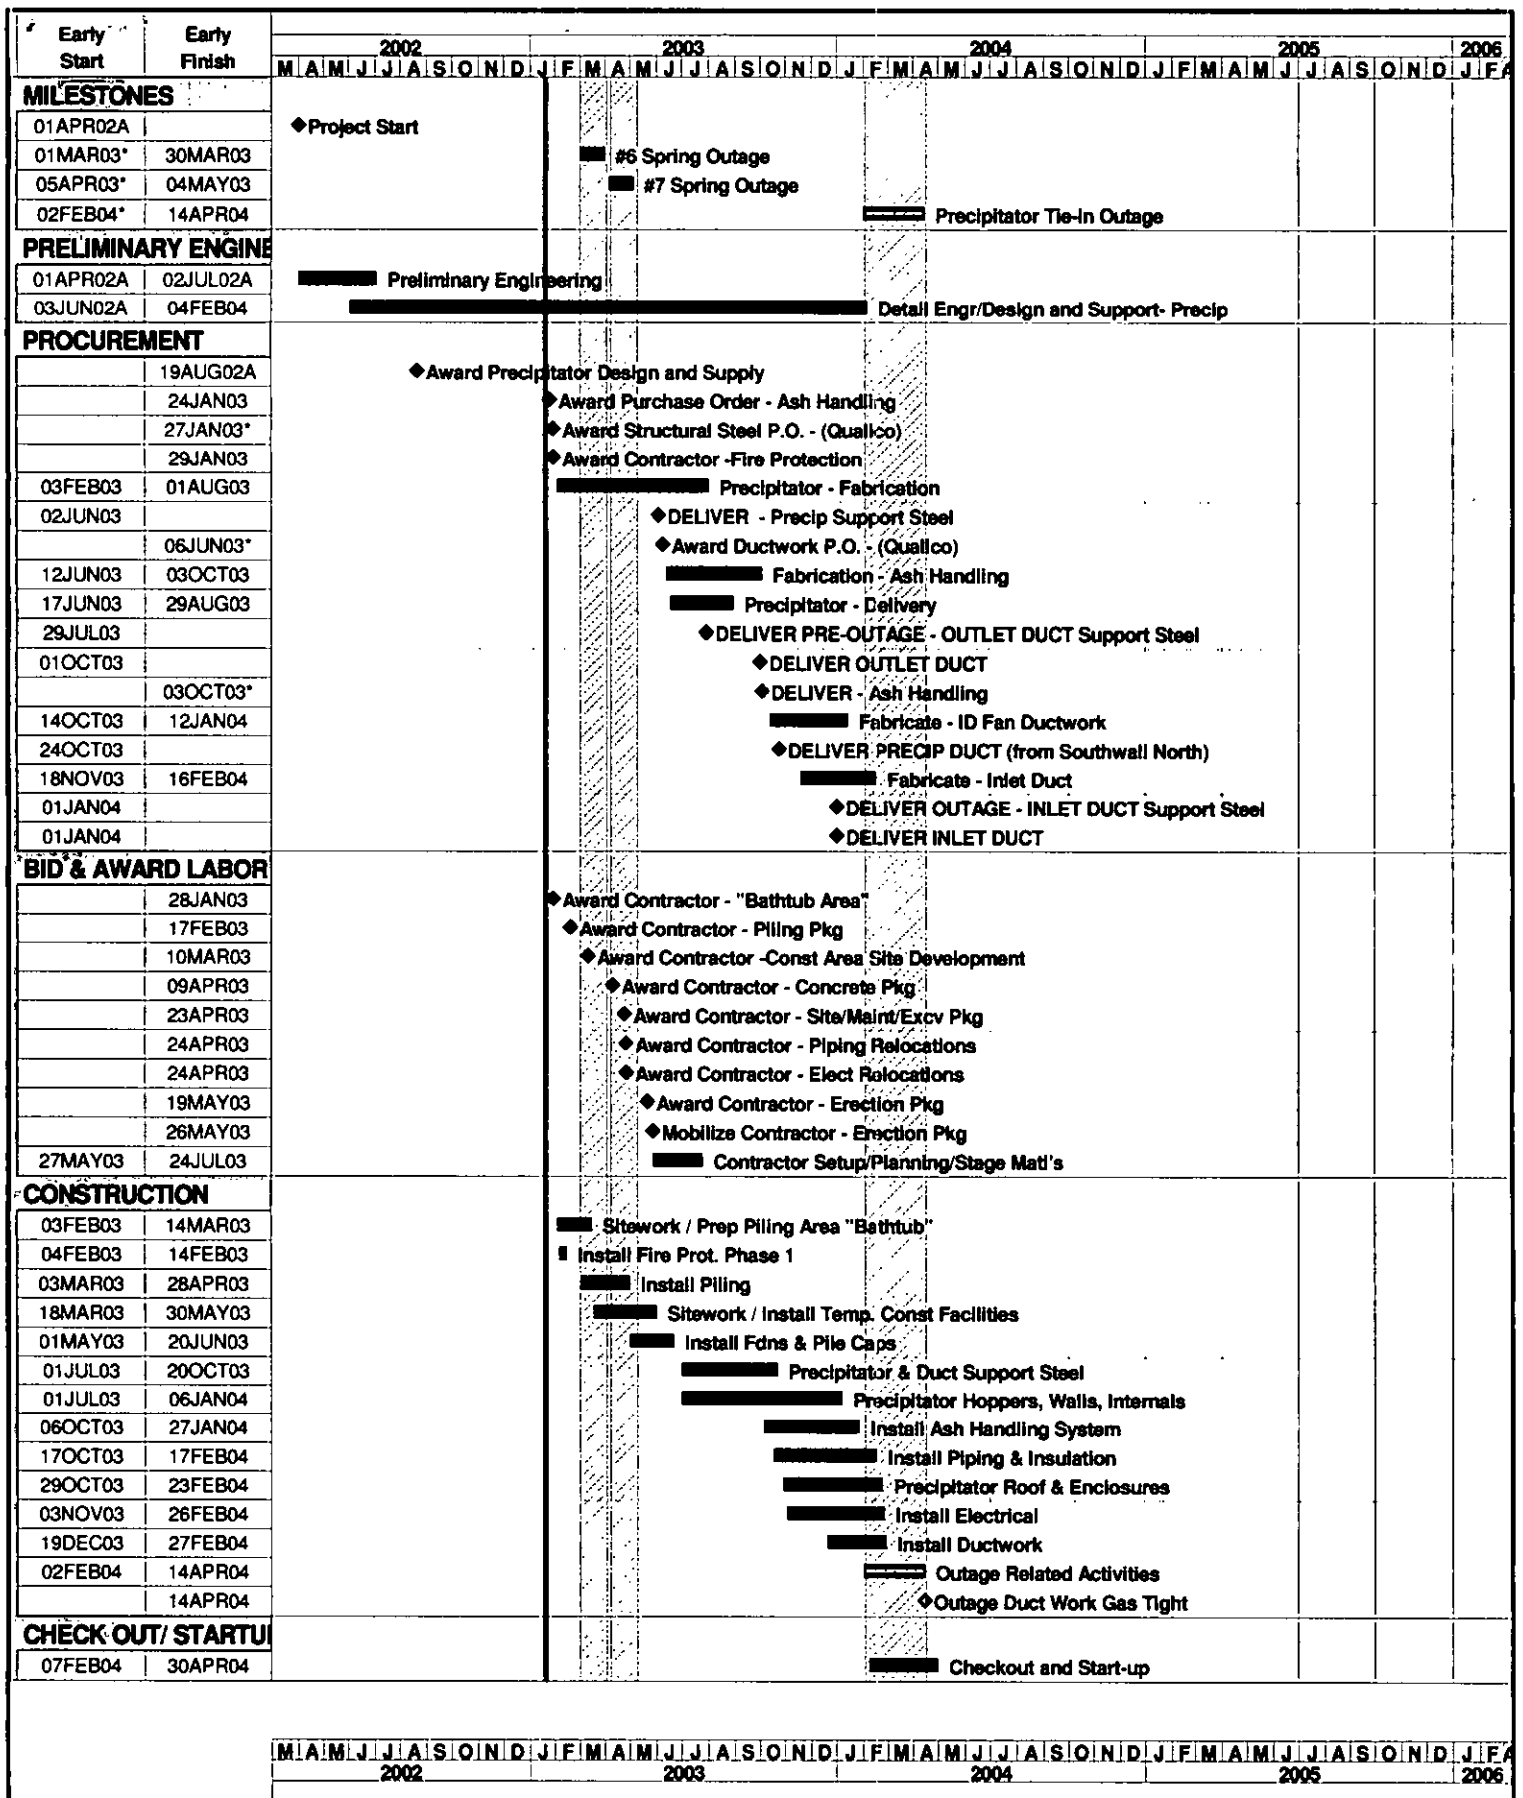 Early Start Early Finish
2002 2003 2004 2005 2006
M A M J J A S O N D J F M A M J J A S O N D J F M A M J J A S O N D J F M A M J J A S O N D J F A
MILESTONES
01APR02A Project Start
01MAR03* 30MAR03 #6 Spring Outage
05APR03* 04MAY03 #7 Spring Outage
02FEB04* 14APR04 Precipitator Tie-In Outage
PRELIMINARY ENGINE
01APR02A 02JUL02A Preliminary Engineering
03JUN02A 04FEB04 Detail Engr/Design and Support- Precip
PROCUREMENT
19AUG02A Award Precipitator Design and Supply
24JAN03 Award Purchase Order - Ash Handling
27JAN03* Award Structural Steel P.O. - (Quallco)
29JAN03 Award Contractor -Fire Protection
03FEB03 01AUG03 Precipitator - Fabrication
02JUN03 DELIVER - Precip Support Steel
06JUN03* Award Ductwork P.O. - (Quallco)
12JUN03 03OCT03 Fabrication - Ash Handling
17JUN03 29AUG03 Precipitator - Delivery
29JUL03 DELIVER PRE-OUTAGE - OUTLET DUCT Support Steel
01OCT03 DELIVER OUTLET DUCT
03OCT03* DELIVER - Ash Handling
14OCT03 12JAN04 Fabricate - ID Fan Ductwork
24OCT03 DELIVER PRECIP DUCT (from Southwall North)
18NOV03 16FEB04 Fabricate - Inlet Duct
01JAN04 DELIVER OUTAGE - INLET DUCT Support Steel
01JAN04 DELIVER INLET DUCT
BID & AWARD LABOR
28JAN03 Award Contractor - "Bathtub Area"
17FEB03 Award Contractor - Piling Pkg
10MAR03 Award Contractor -Const Area Site Development
09APR03 Award Contractor - Concrete Pkg
23APR03 Award Contractor - Site/Maint/Excv Pkg
24APR03 Award Contractor - Piping Relocations
24APR03 Award Contractor - Elect Relocations
19MAY03 Award Contractor - Erection Pkg
26MAY03 Mobilize Contractor - Erection Pkg
27MAY03 24JUL03 Contractor Setup/Planning/Stage Matl's
CONSTRUCTION
03FEB03 14MAR03 Sitework / Prep Piling Area "Bathtub"
04FEB03 14FEB03 Install Fire Prot. Phase 1
03MAR03 28APR03 Install Piling
18MAR03 30MAY03 Sitework / Install Temp. Const Facilities
01MAY03 20JUN03 Install Fdns & Pile Caps
01JUL03 20OCT03 Precipitator & Duct Support Steel
01JUL03 06JAN04 Precipitator Hoppers, Walls, Internals
06OCT03 27JAN04 Install Ash Handling System
17OCT03 17FEB04 Install Piping & Insulation
29OCT03 23FEB04 Precipitator Roof & Enclosures
03NOV03 26FEB04 Install Electrical
19DEC03 27FEB04 Install Ductwork
02FEB04 14APR04 Outage Related Activities
14APR04 Outage Duct Work Gas Tight
CHECK OUT/ STARTU
07FEB04 30APR04 Checkout and Start-up
M A M J J A S O N D J F M A M J J A S O N D J F M A M J J A S O N D J F M A M J J A S O N D J F A
2002 2003 2004 2005 2006